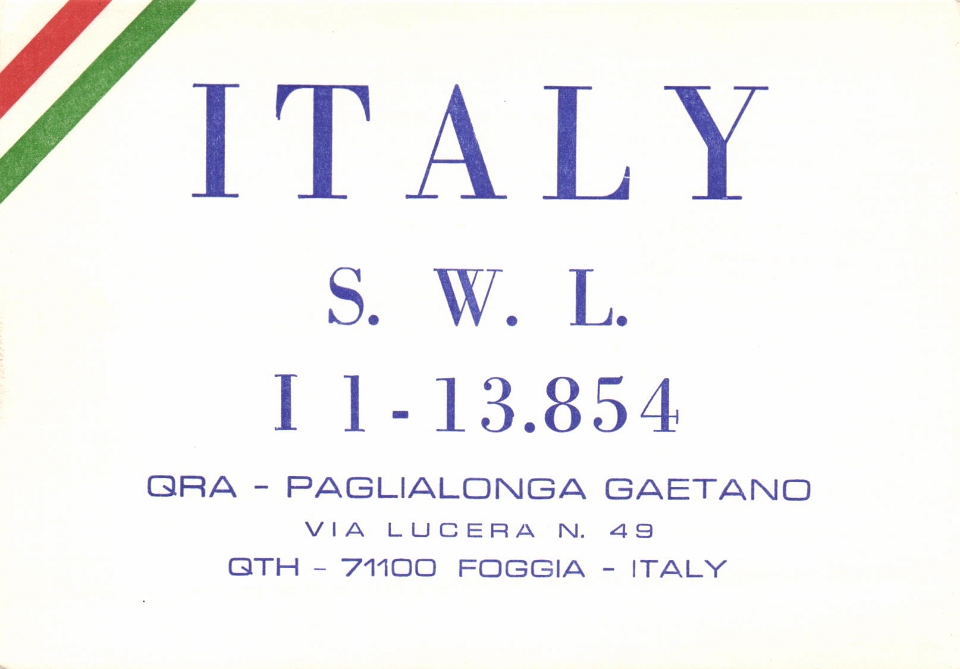 ITALY
S. W. L.
I 1-13.854
QRA - PAGLIALONGA GAETANO
VIA LUCERA N. 49
QTH - 71100 FOGGIA - ITALY